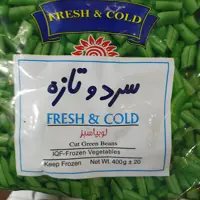 FRESH & COLD
سرد و تازه
FRESH & COLD
لوبیا سبز
Cut Green Beans
IQF-Frozen Vegetables
Keep Frozen Net Wt. 400g x 20